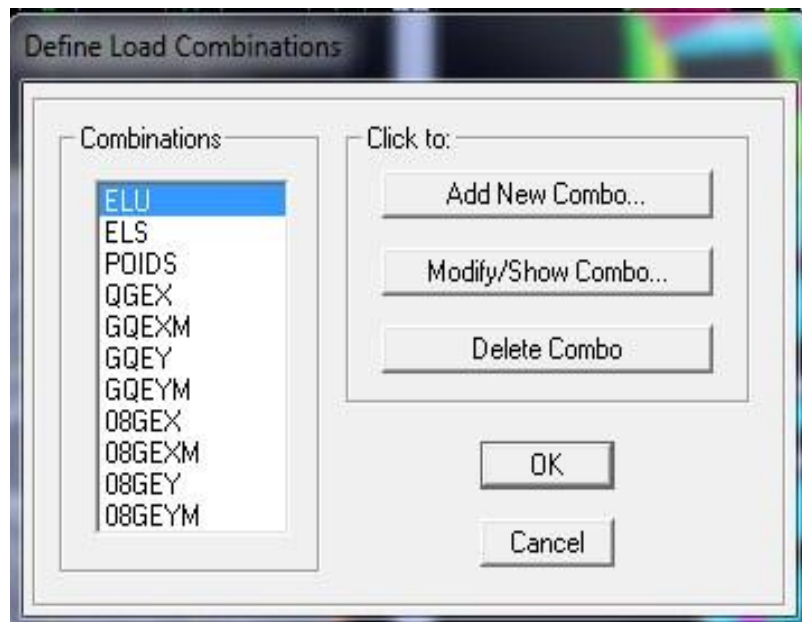 Define Load Combinations
Combinations
ELU
ELS
POIDS
QGEX
GQEXM
GQEY
GQEYM
08GEX
08GEXM
08GEY
08GEYM
Click to:
Add New Combo...
Modify/Show Combo...
Delete Combo
OK
Cancel